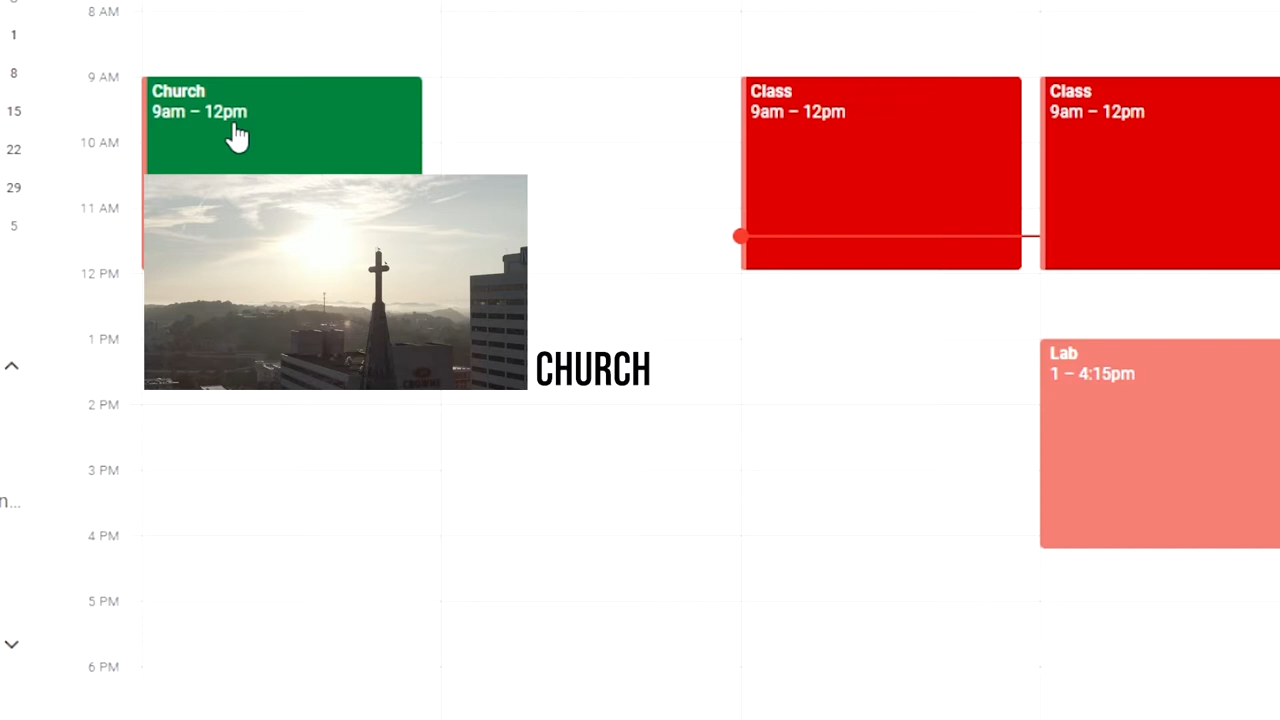 8 AM
1
9 AM
8
Church
9am – 12pm
Class
9am – 12pm
Class
9am – 12pm
15
10 AM
22
29
11 AM
5
12 PM
1 PM
CHURCH
Lab
1 – 4:15pm
2 PM
3 PM
n...
4 PM
5 PM
6 PM